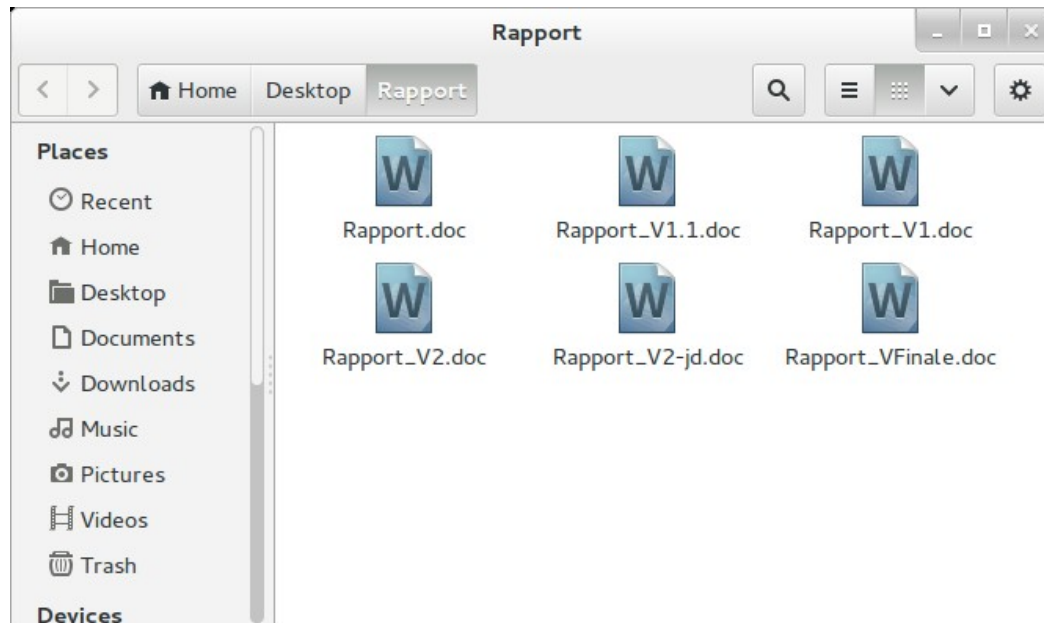 Rapport
Home Desktop Rapport
Places
Recent
Home
Desktop
Documents
Downloads
Music
Pictures
Videos
Trash
Devices
W W W
Rapport.doc Rapport_V1.1.doc Rapport_V1.doc
W W W
Rapport_V2.doc Rapport_V2-jd.doc Rapport_VFinale.doc